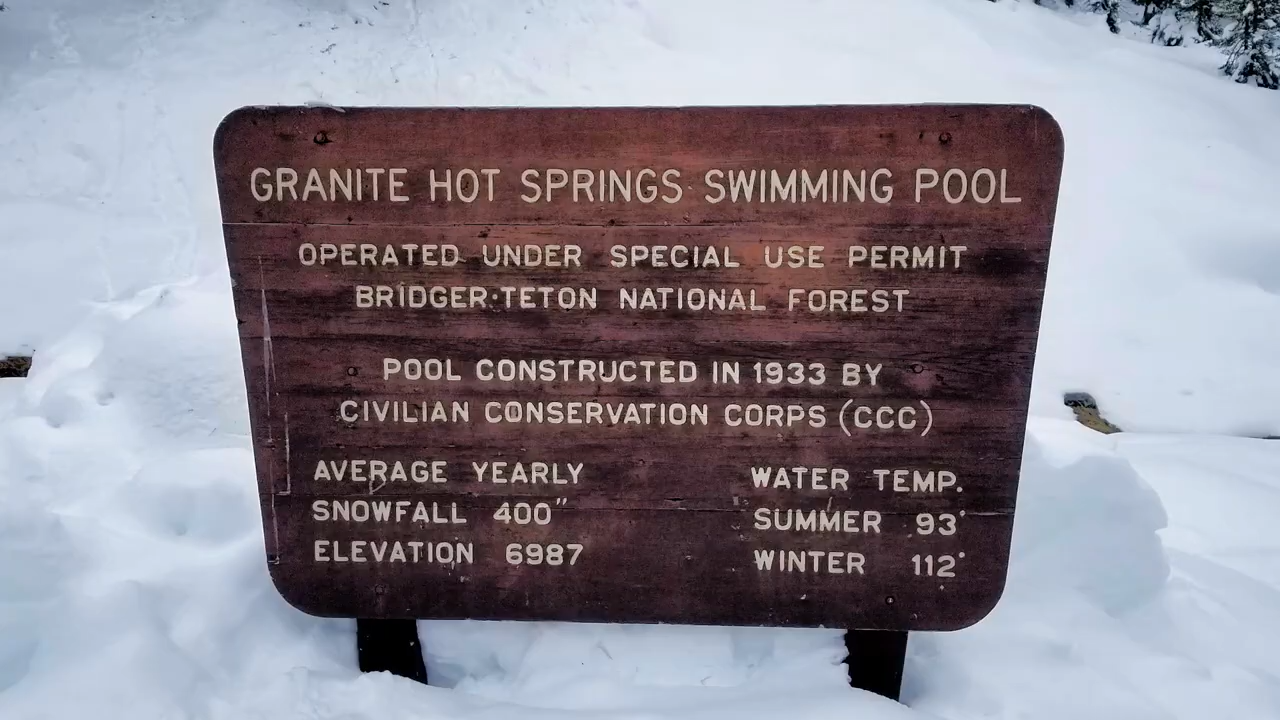 GRANITE HOT SPRINGS SWIMMING POOL
OPERATED UNDER SPECIAL USE PERMIT
BRIDGER·TETON NATIONAL FOREST
POOL CONSTRUCTED IN 1933 BY
CIVILIAN CONSERVATION CORPS (CCC)
AVERAGE YEARLY
SNOWFALL 400"
ELEVATION 6987
WATER TEMP.
SUMMER 93°
WINTER 112°